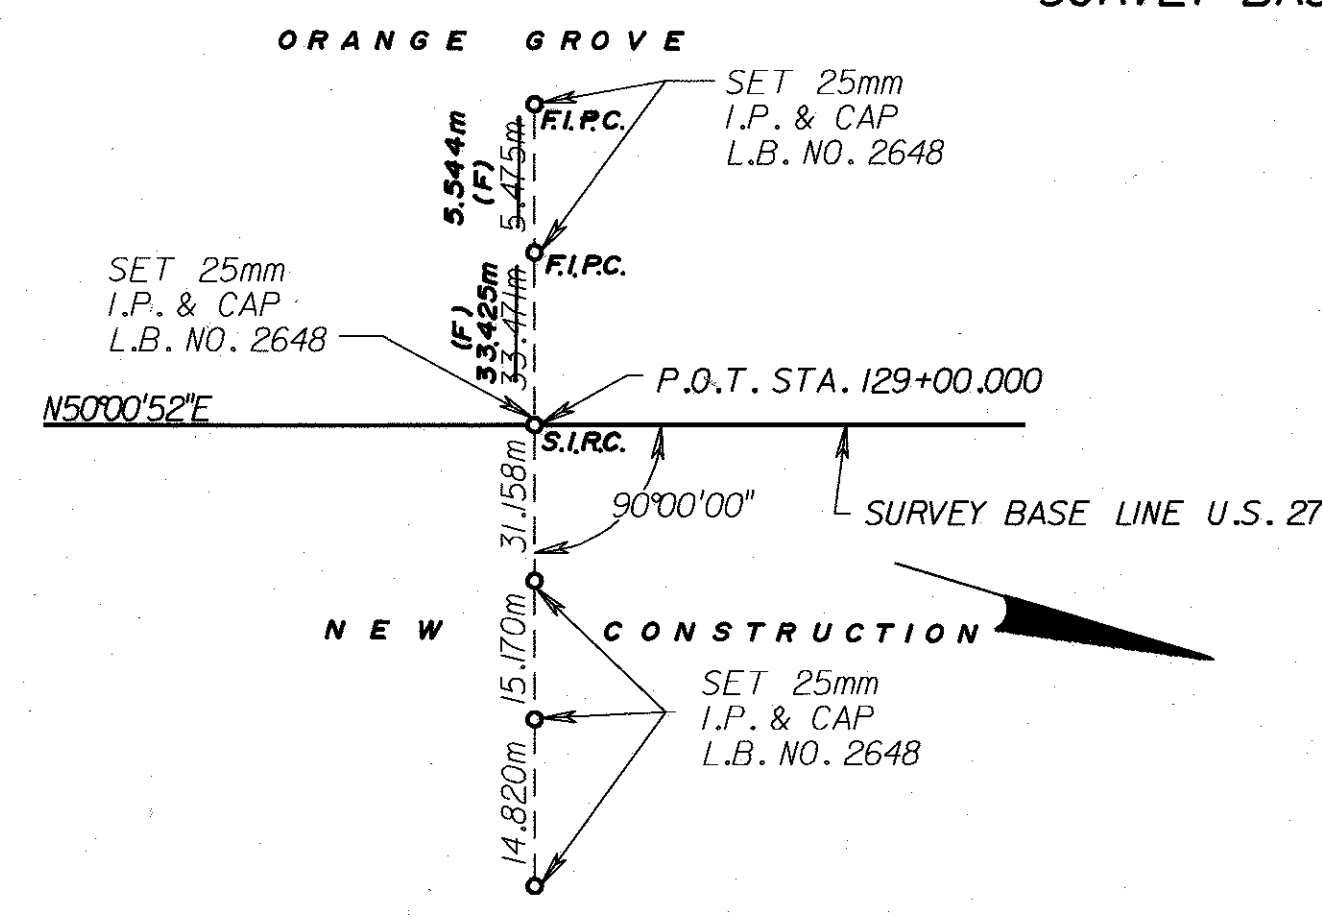 SURVEY BAS
ORANGE GROVE
SET 25mm
I.P. & CAP
L.B. NO. 2648
F.I.P.C.
5.544m
(F)
5.475m
F.I.P.C.
SET 25mm
I.P. & CAP
L.B. NO. 2648
(F)
33.425m
33.471m
P.O.T. STA. 129+00.000
N50°00'52"E
S.I.R.C.
31.158m
90°00'00"
SURVEY BASE LINE U.S. 27
NEW CONSTRUCTION
15.170m
SET 25mm
I.P. & CAP
L.B. NO. 2648
14.820m